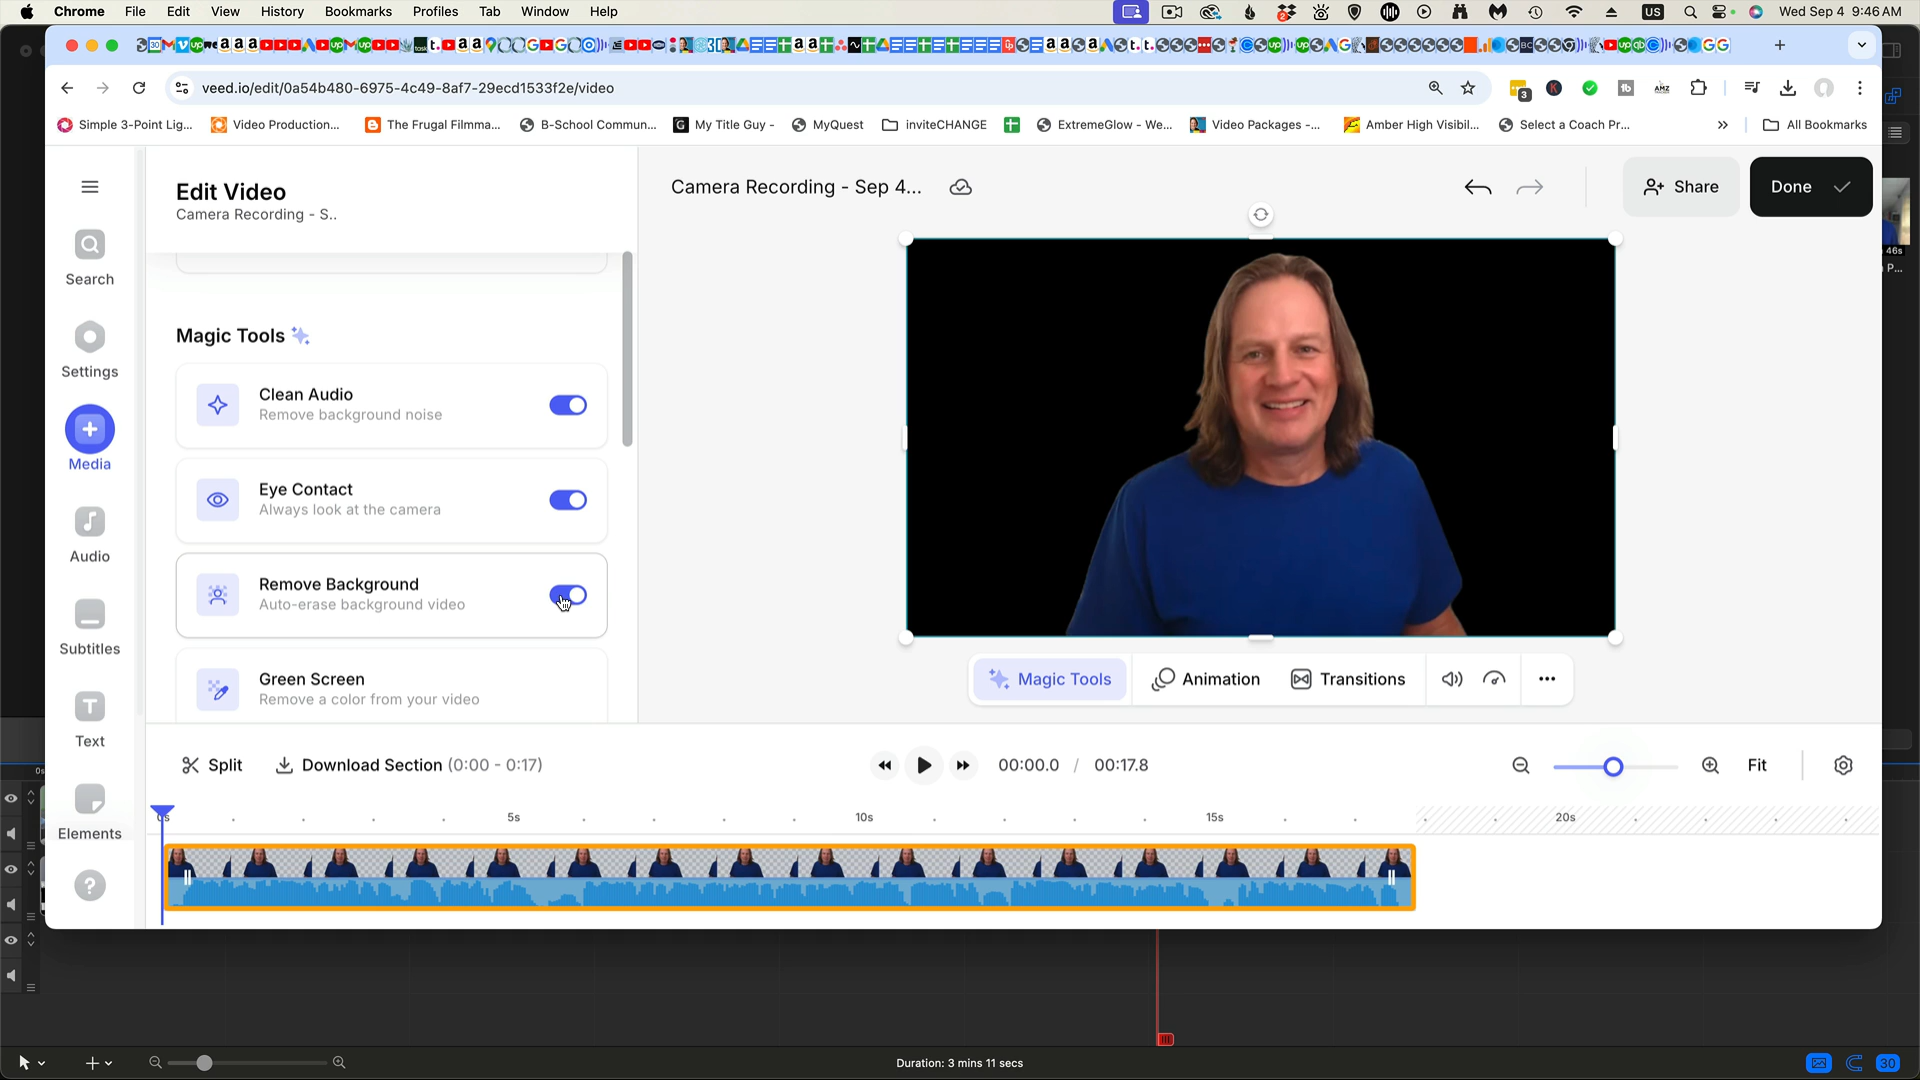 Chrome File Edit View History Bookmarks Profiles Tab Window Help
US Wed Sep 4 9:46 AM
veed.io/edit/0a54b480-6975-4c49-8af7-29ecd1533f2e/video
Simple 3-Point Lig... Video Production... The Frugal Filmma... B-School Commun... My Title Guy - MyQuest inviteCHANGE ExtremeGlow - We... Video Packages -... Amber High Visibil... Select a Coach Pr... » All Bookmarks
Edit Video
Camera Recording - S..
Search
Settings
Media
Audio
Subtitles
Text
Elements
Magic Tools
Clean Audio
Remove background noise
Eye Contact
Always look at the camera
Remove Background
Auto-erase background video
Green Screen
Remove a color from your video
Camera Recording - Sep 4...
Share
Done
46s
P...
Magic Tools
Animation
Transitions
Split
Download Section (0:00 - 0:17)
00:00.0 / 00:17.8
Fit
0s 5s 10s 15s 20s
Duration: 3 mins 11 secs
30